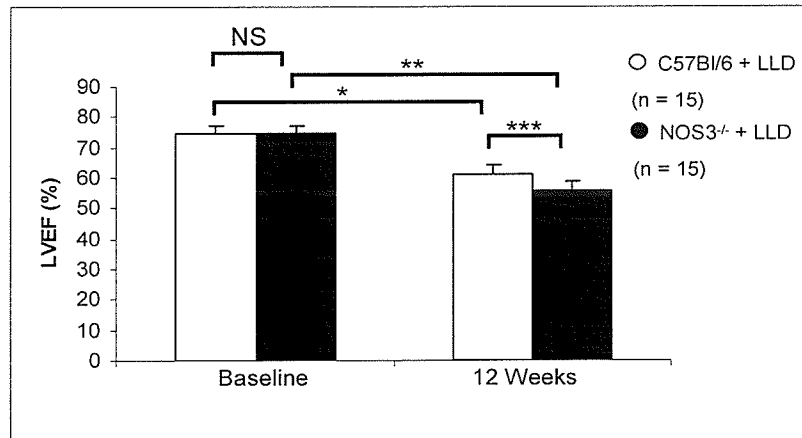 NS
**
*
***
C57Bl/6 + LLD
(n = 15)
NOS3-/- + LLD
(n = 15)
LVEF (%)
90
80
70
60
50
40
30
20
10
0
Baseline
12 Weeks